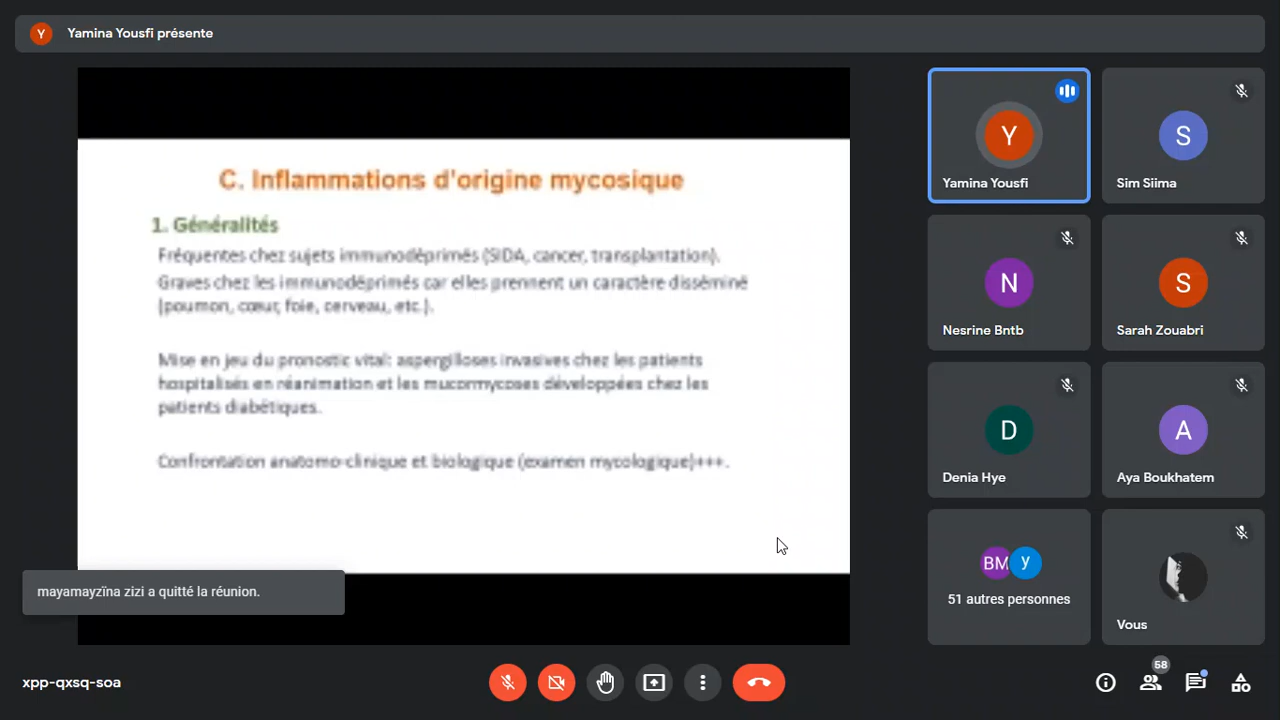 Y
Yamina Yousfi présente
C. Inflammations d'origine mycosique
1. Généralités
Fréquentes chez sujets immunodéprimés (SIDA, cancer, transplantation).
Graves chez les immunodéprimés car elles prennent un caractère disséminé
(poumon, cœur, foie, cerveau, etc.).
Mise en jeu du pronostic vital: aspergilloses invasives chez les patients
hospitalisés en réanimation et les mucormycoses développées chez les
patients diabétiques.
Confrontation anatomo-clinique et biologique (examen mycologique)+++.
mayamayzïna zizi a quitté la réunion.
Y
Yamina Yousfi
S
Sim Siima
N
Nesrine Bntb
S
Sarah Zouabri
D
Denia Hye
A
Aya Boukhatem
BM
y
51 autres personnes
Vous
xpp-qxsq-soa
58